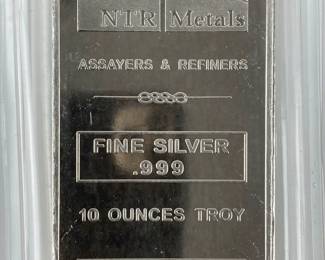 NTR Metals
ASSAYERS & REFINERS
FINE SILVER
.999
10 OUNCES TROY